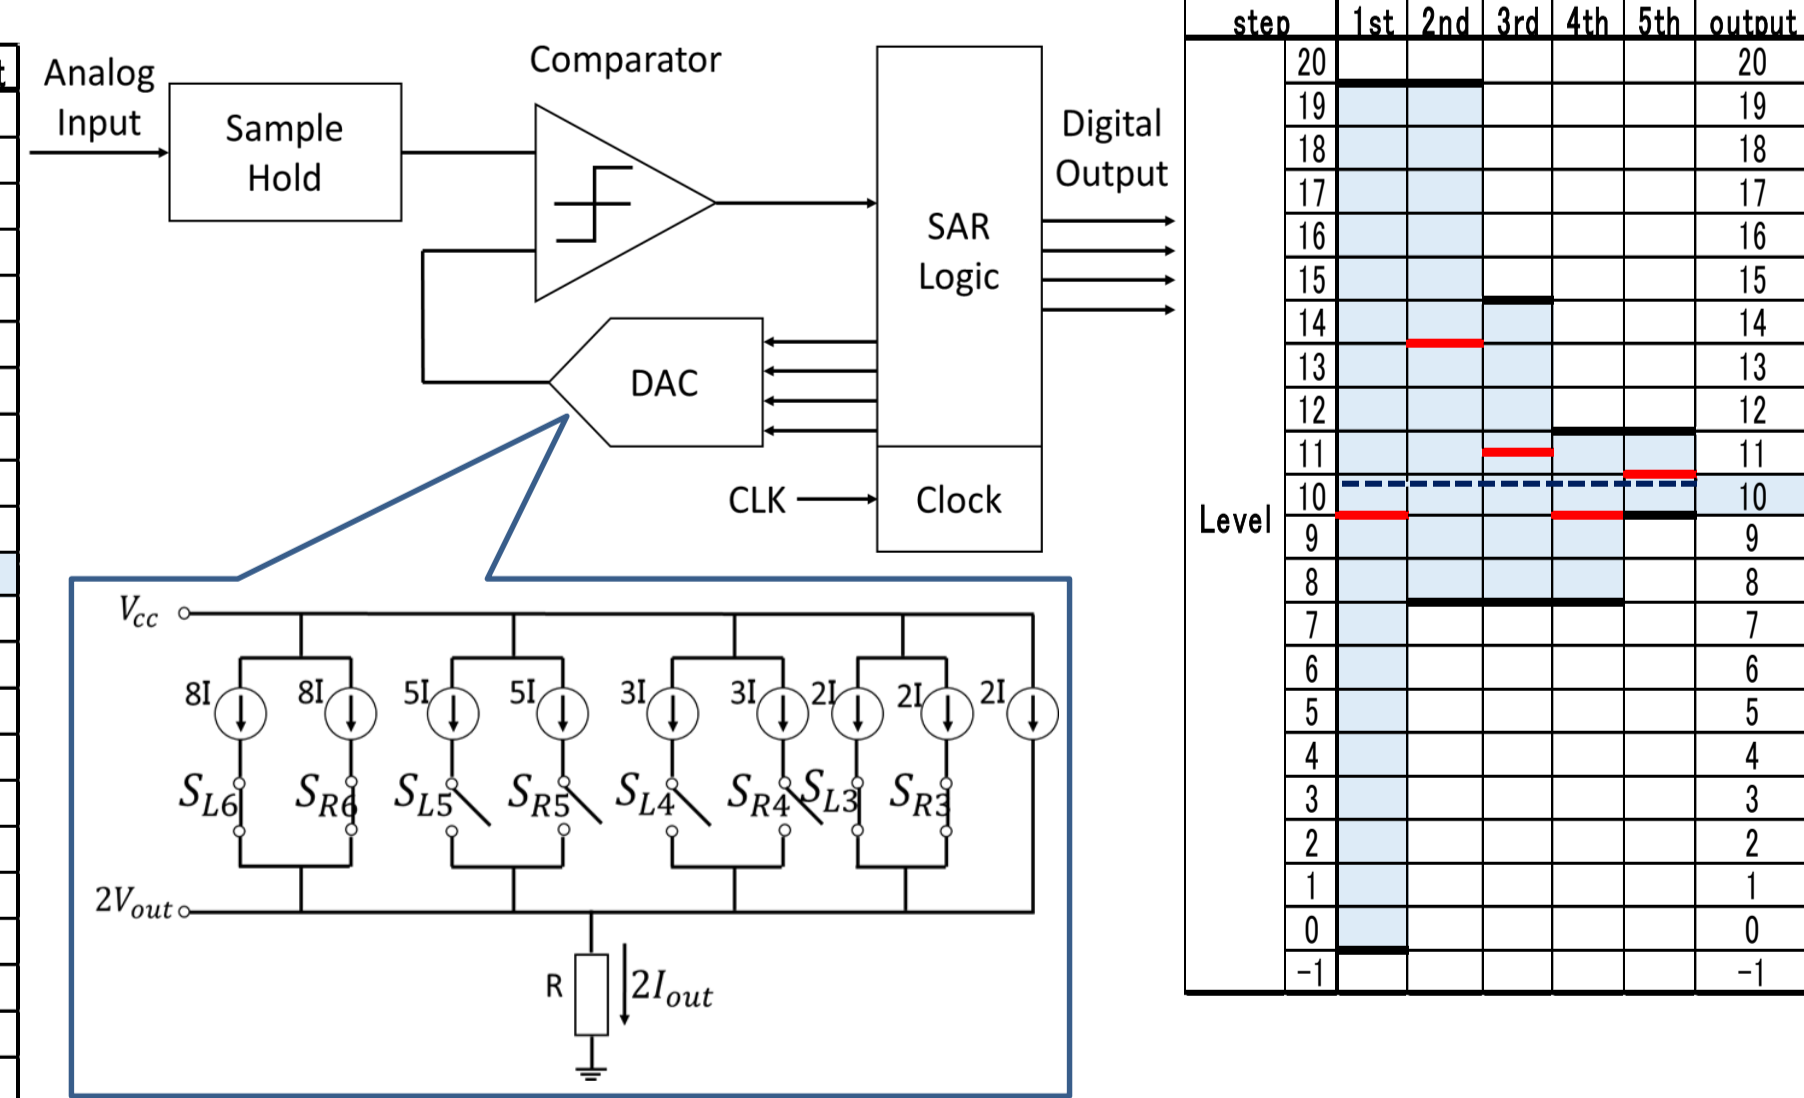 t
Analog
Input
Sample
Hold
Comparator
SAR
Logic
Digital
Output
DAC
CLK
Clock
Vcc
8I 8I 5I 5I 3I 3I 2I 2I 2I
SL6 SR6 SL5 SR5 SL4 SR4 SL3 SR3
2Vout
R
2Iout
step 1st 2nd 3rd 4th 5th output
Level
20 20
19 19
18 18
17 17
16 16
15 15
14 14
13 13
12 12
11 11
10 10
9 9
8 8
7 7
6 6
5 5
4 4
3 3
2 2
1 1
0 0
-1 -1